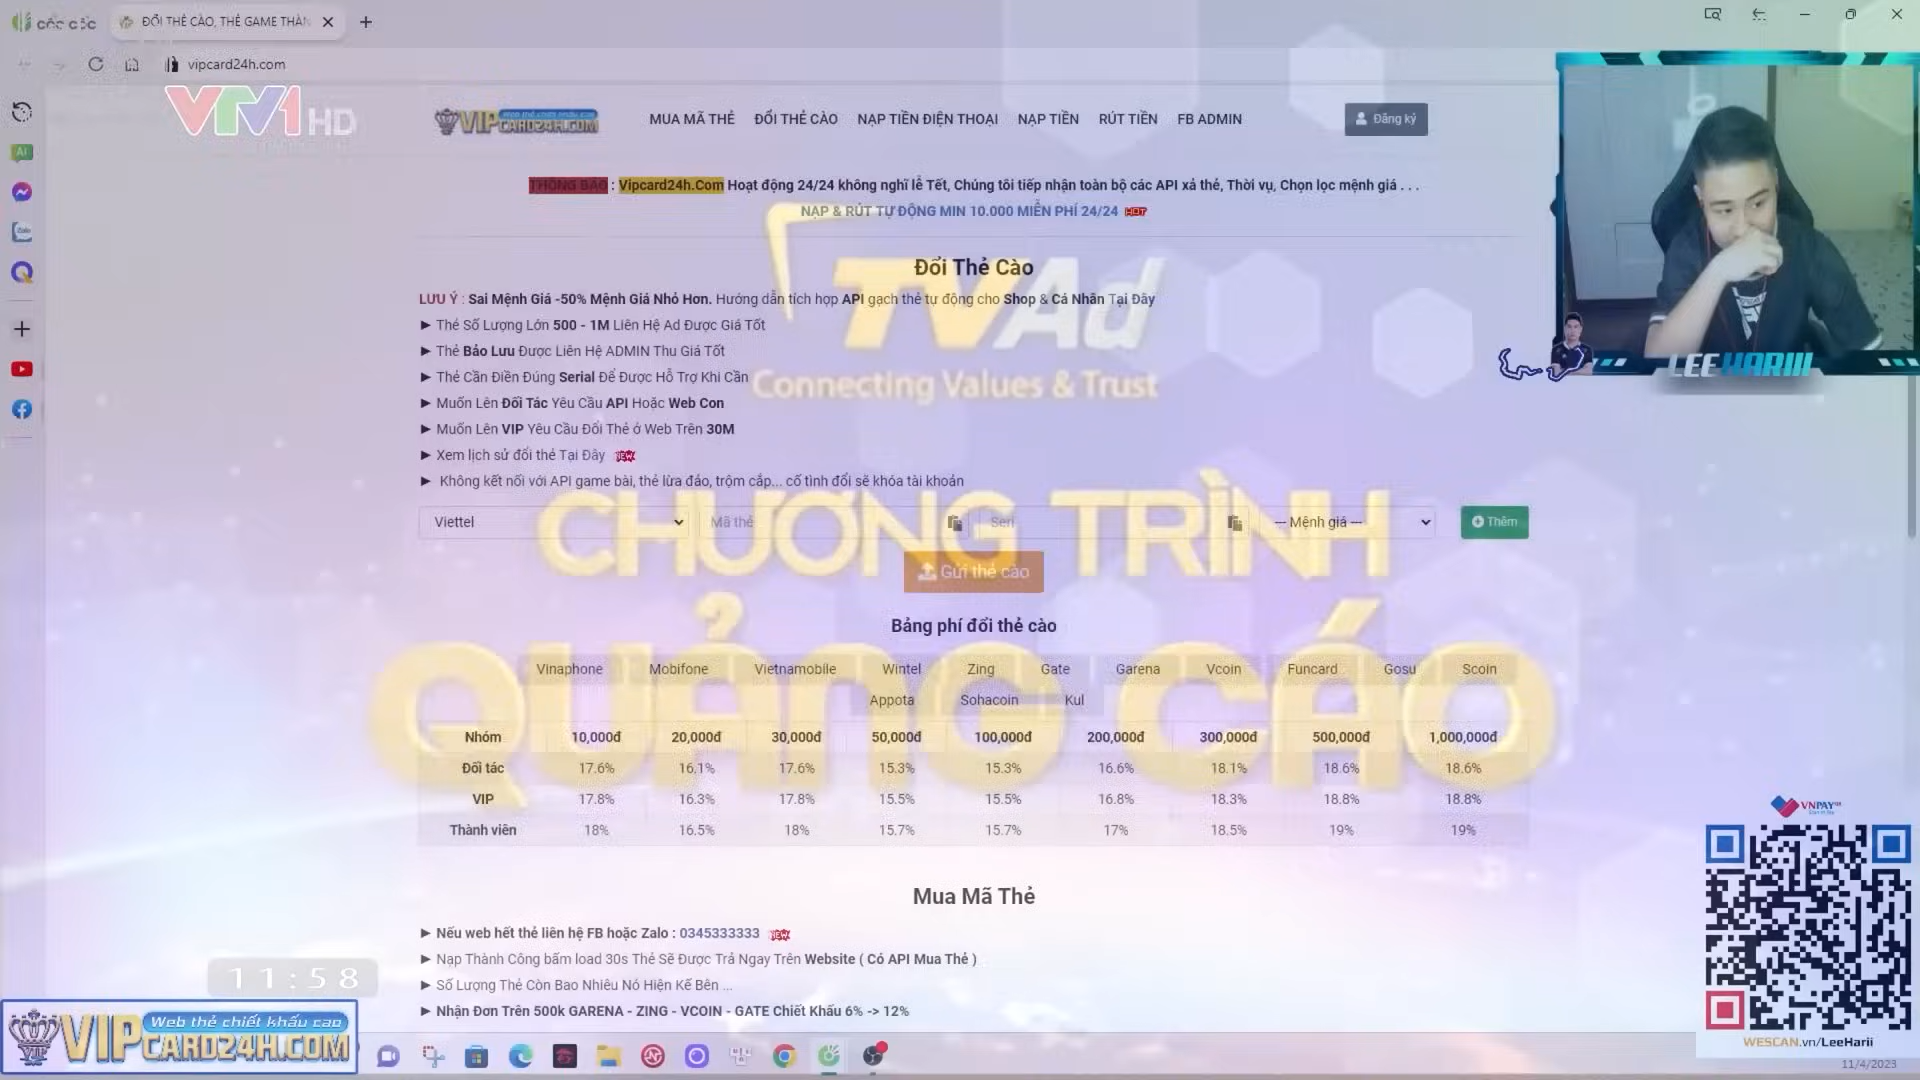 cốc cốc
ĐỔI THẺ CÀO, THẺ GAME THÀN
vipcard24h.com
VTV1 HD
Web thẻ chiết khấu cao
VIPCARD24H.COM
MUA MÃ THẺ
ĐỔI THẺ CÀO
NẠP TIỀN ĐIỆN THOẠI
NẠP TIỀN
RÚT TIỀN
FB ADMIN
Đăng ký
THÔNG BÁO : Vipcard24h.Com Hoạt động 24/24 không nghĩ lễ Tết, Chúng tôi tiếp nhận toàn bộ các API xả thẻ, Thời vụ, Chọn lọc mệnh giá . . .
NẠP & RÚT TỰ ĐỘNG MIN 10.000 MIỄN PHÍ 24/24 HOT
TVAd
Connecting Values & Trust
Đổi Thẻ Cào
LƯU Ý : Sai Mệnh Giá -50% Mệnh Giá Nhỏ Hơn. Hướng dẫn tích hợp API gạch thẻ tự động cho Shop & Cá Nhân Tại Đây
► Thẻ Số Lượng Lớn 500 - 1M Liên Hệ Ad Được Giá Tốt
► Thẻ Bảo Lưu Được Liên Hệ ADMIN Thu Giá Tốt
► Thẻ Cần Điền Đúng Serial Để Được Hỗ Trợ Khi Cần
► Muốn Lên Đối Tác Yêu Cầu API Hoặc Web Con
► Muốn Lên VIP Yêu Cầu Đổi Thẻ ở Web Trên 30M
► Xem lịch sử đổi thẻ Tại Đây NEW
► Không kết nối với API game bài, thẻ lừa đảo, trộm cắp... cố tình đổi sẽ khóa tài khoản
LEEHARIII
CHƯƠNG TRÌNH
QUẢNG CÁO
Viettel
Mã thẻ
Seri
--- Mệnh giá ---
Thêm
Gửi thẻ cào
Bảng phí đổi thẻ cào
Vinaphone Mobifone Vietnamobile Wintel Zing Gate Garena Vcoin Funcard Gosu Scoin
Appota Sohacoin Kul
Nhóm 10,000đ 20,000đ 30,000đ 50,000đ 100,000đ 200,000đ 300,000đ 500,000đ 1,000,000đ
Đối tác 17.6% 16.1% 17.6% 15.3% 15.3% 16.6% 18.1% 18.6% 18.6%
VIP 17.8% 16.3% 17.8% 15.5% 15.5% 16.8% 18.3% 18.8% 18.8%
Thành viên 18% 16.5% 18% 15.7% 15.7% 17% 18.5% 19% 19%
Mua Mã Thẻ
► Nếu web hết thẻ liên hệ FB hoặc Zalo : 0345333333 NEW
► Nạp Thành Công bấm load 30s Thẻ Sẽ Được Trả Ngay Trên Website ( Có API Mua Thẻ )
► Số Lượng Thẻ Còn Bao Nhiêu Nó Hiện Kế Bên ...
► Nhận Đơn Trên 500k GARENA - ZING - VCOIN - GATE Chiết Khấu 6% -> 12%
11:58
Web thẻ chiết khấu cao
VIPCARD24H.COM
VNPAY
WESCAN.vn/LeeHarii
11/4/2023
AI
Zalo